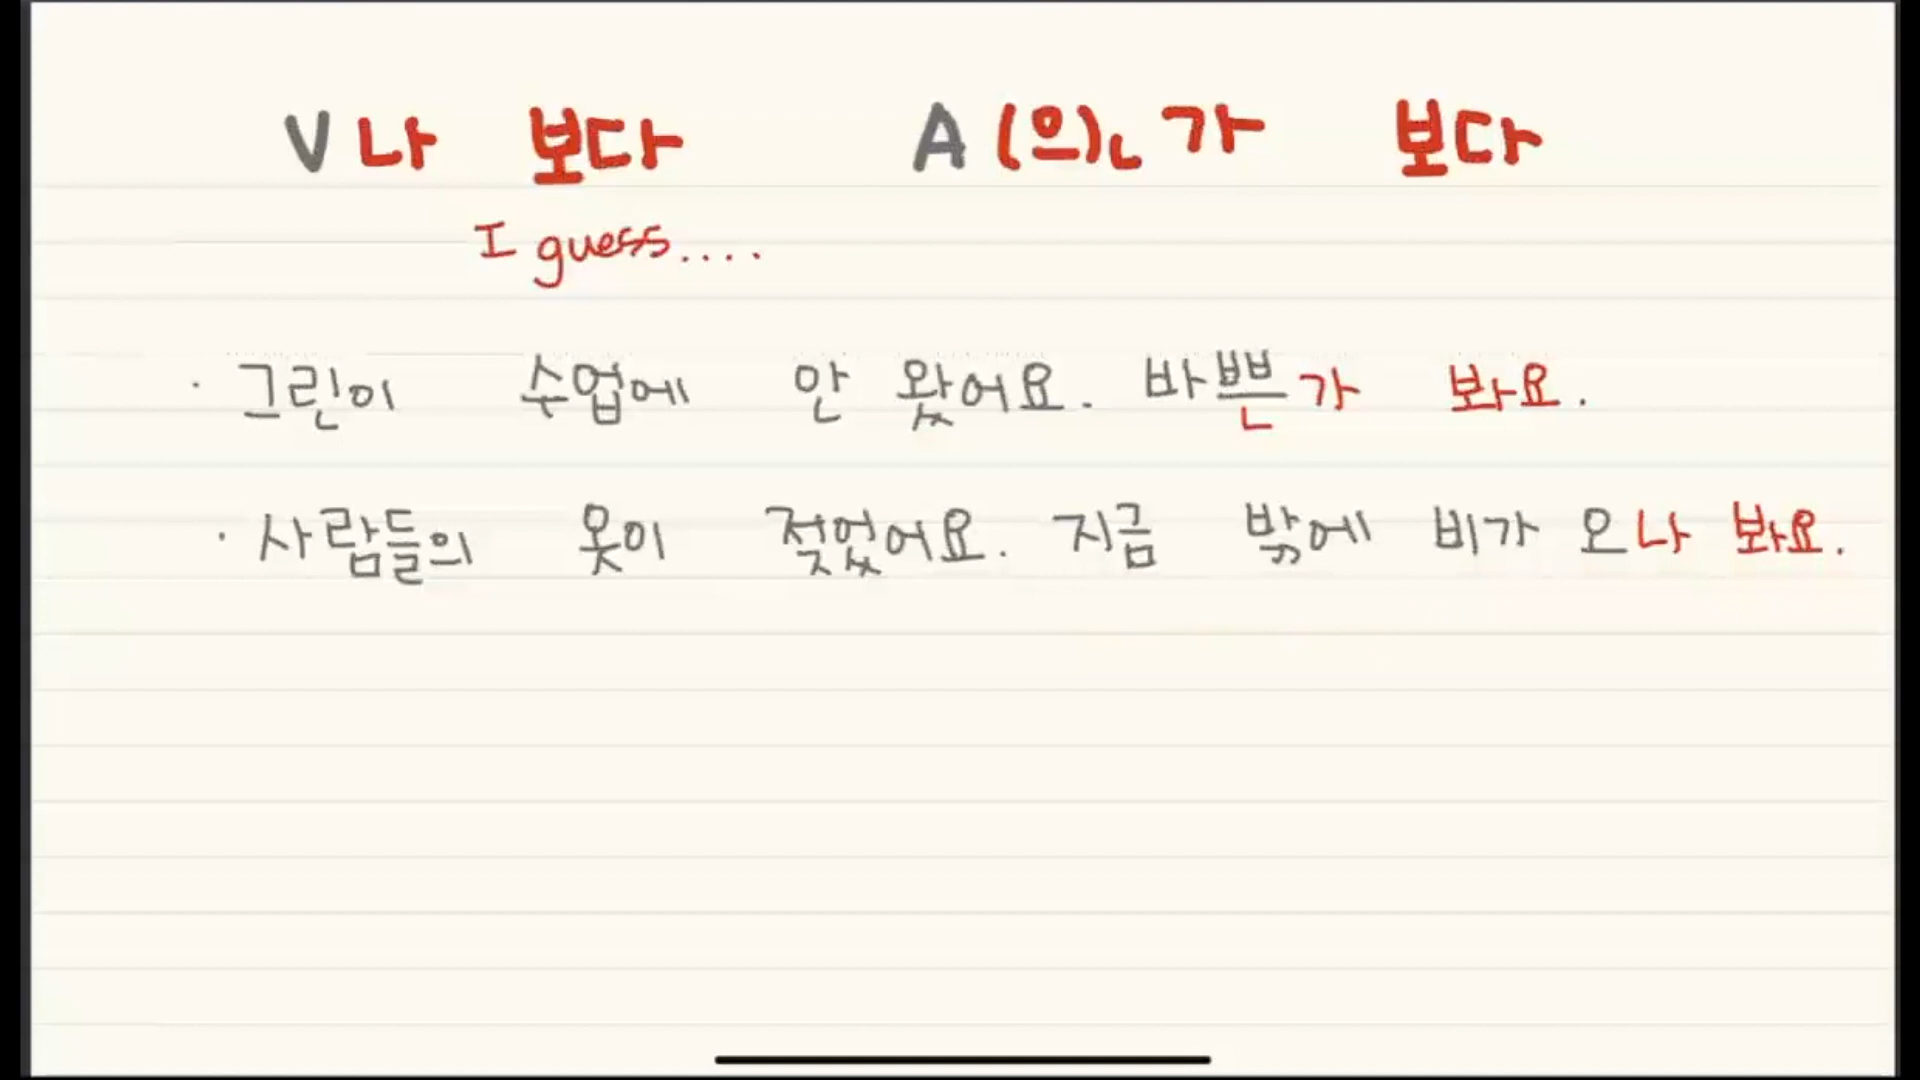 V나 보다 A(으)ㄴ가 보다
I guess....
· 그린이 수업에 안 왔어요. 바쁜가 봐요.
· 사람들의 옷이 젖었어요. 지금 밖에 비가 오나 봐요.